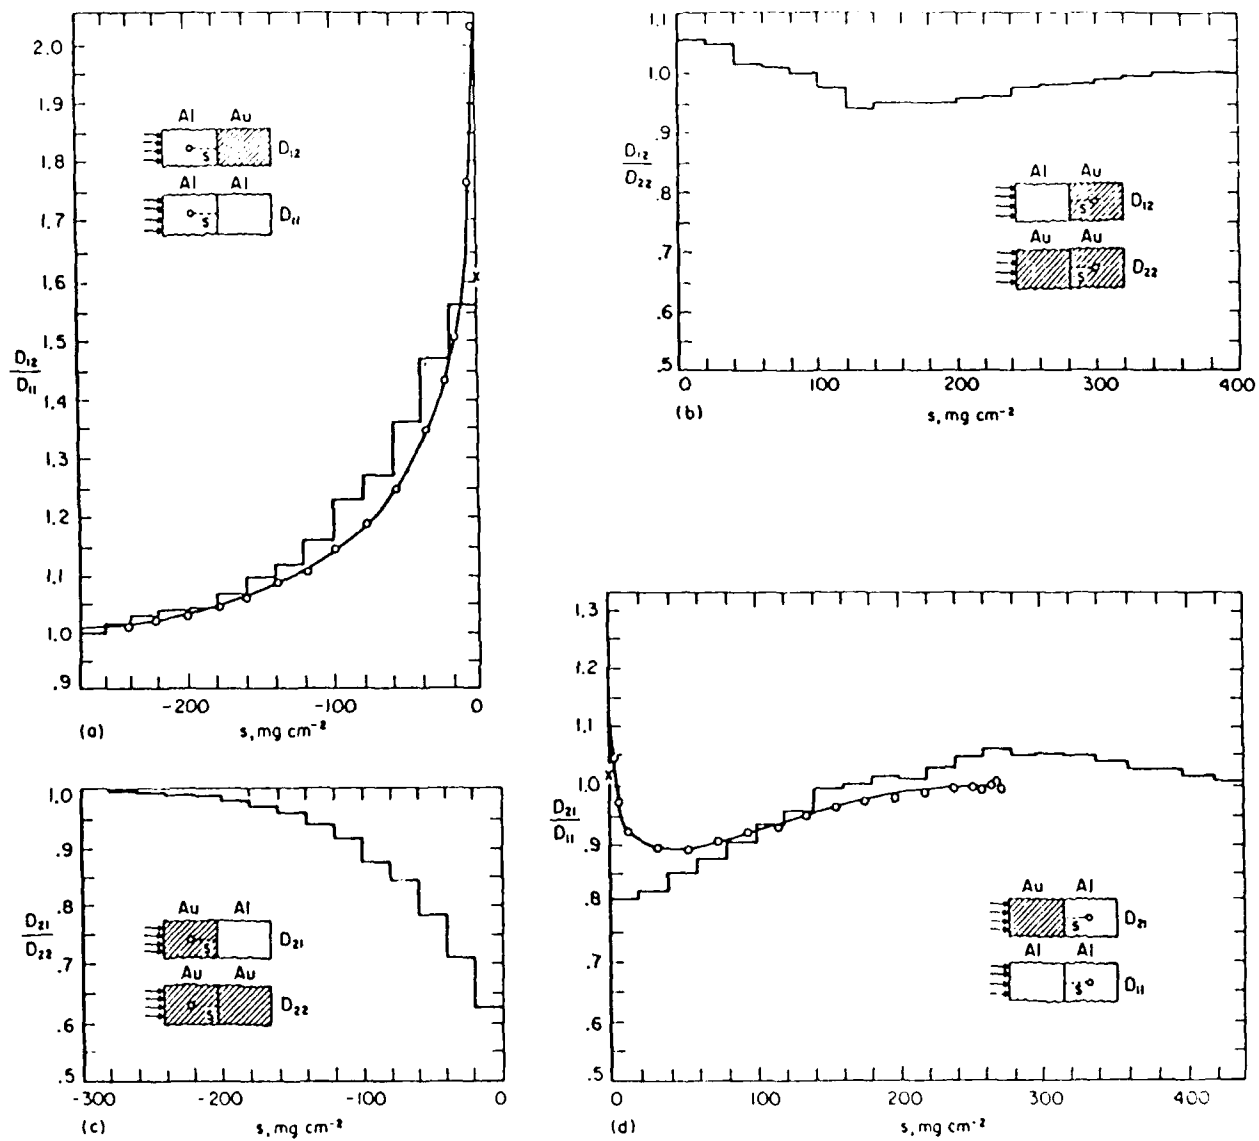 2.0
1.9
1.8
1.7
1.6
1.5
1.4
1.3
1.2
1.1
1.0
.9
D₁₂
D₁₁
Al Au
s
D₁₂
Al Al
s
D₁₁
-200 -100 0
(a) s, mg cm⁻²
1.10
1.0
.9
.8
.7
.6
.5
D₁₂
D₂₂
Al Au
s
D₁₂
Au Au
s
D₂₂
0 100 200 300 400
(b) s, mg cm⁻²
1.0
.9
.8
.7
.6
.5
D₂₁
D₂₂
Au Al
s
D₂₁
Au Au
s
D₂₂
-300 -200 -100 0
(c) s, mg cm⁻²
1.3
1.2
1.1
1.0
.9
.8
.7
.6
.5
D₂₁
D₁₁
Au Al
s
D₂₁
Al Al
s
D₁₁
0 100 200 300 400
(d) s, mg cm⁻²